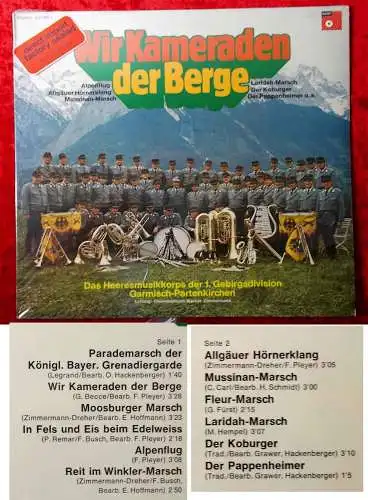 direct import
factory sealed
BASF
Wir Kameraden
der Berge
Alpenflug
Allgäuer Hörnerklang
Mussinan-Marsch
Laridah-Marsch
Der Koburger
Der Pappenheimer u.a.
Das Heeresmusikkorps der 1. Gebirgsdivision
Garmisch-Partenkirchen
Seite 1
Parademarsch der
Königl. Bayer. Grenadiergarde
(Legrand/Bearb. O. Hackenberger) 1'40
Wir Kameraden der Berge
(G. Becce/Bearb. F. Pleyer) 3'28
Moosburger Marsch
(Zimmermann-Dreher/
Bearb. E. Hoffmann) 3'23
In Fels und Eis beim Edelweiss
(P. Remer/F. Busch, Bearb. F. Pleyer) 2'18
Alpenflug
(F. Pleyer) 3'08
Reit im Winkler-Marsch
(Zimmermann-Dreher/F. Busch,
Bearb. E. Hoffmann)
2'50
Seite 2
Allgäuer Hörnerklang
(Zimmermann-Dreher/F. Pleyer) 3'05
Mussinan-Marsch
(C. Carl/Bearb. H. Schmidt) 3'00
Fleur-Marsch
(G. Fürst) 2'15
Laridah-Marsch
(M. Hempel) 3'07
Der Koburger
(Trad./Bearb. Grawer, Hackenberger) 3'10
Der Pappenheimer
(Trad./Bearb. Grawer, Hackenberger) 1'5